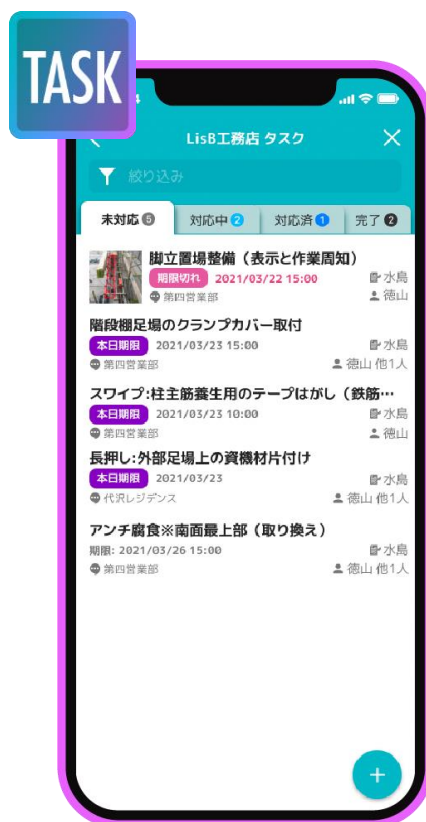 TASK
LisB工務店 タスク
絞り込み
未対応 5 対応中 2 対応済 1 完了 2
脚立置場整備（表示と作業周知）
期限切れ 2021/03/22 15:00 水島
第四営業部 徳山
階段棚足場のクランプカバー取付
本日期限 2021/03/23 15:00 水島
第四営業部 徳山 他1人
スワイプ:柱主筋養生用のテープはがし（鉄筋…
本日期限 2021/03/23 10:00 水島
第四営業部 徳山
長押し:外部足場上の資機材片付け
本日期限 2021/03/23 水島
代沢レジデンス 徳山 他1人
アンチ腐食※南面最上部（取り換え）
期限: 2021/03/26 15:00 水島
第四営業部 徳山 他1人